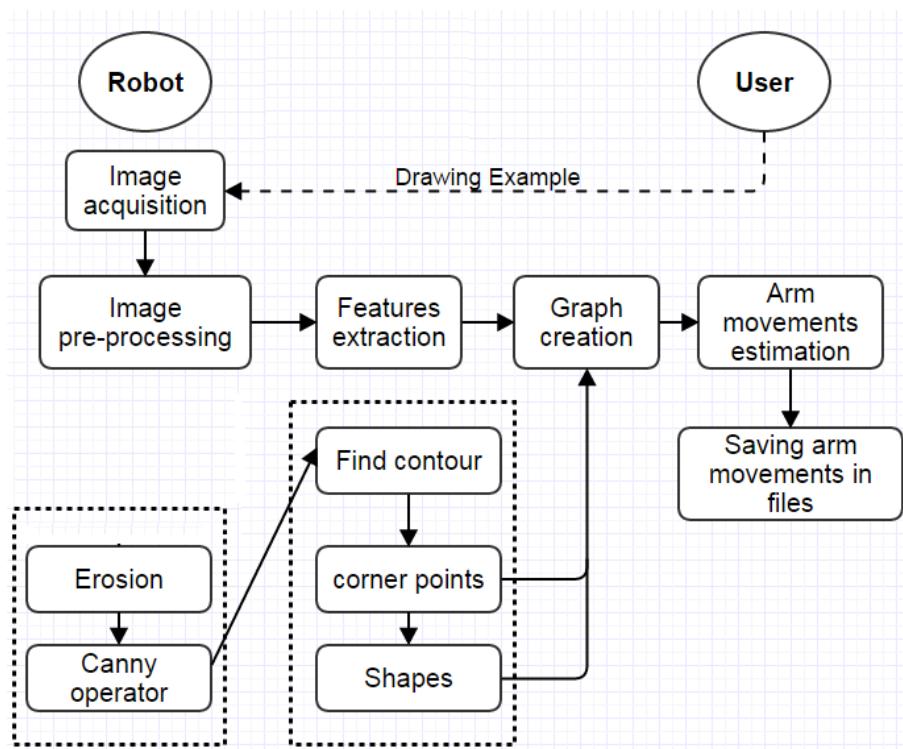 Robot
User
Image
acquisition
Drawing Example
Image
pre-processing
Features
extraction
Graph
creation
Arm
movements
estimation
Find contour
Saving arm
movements in
files
Erosion
corner points
Canny
operator
Shapes